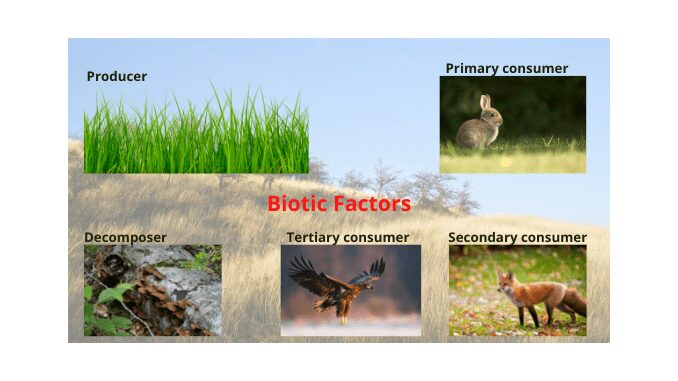 Producer
Primary consumer
Biotic Factors
Decomposer
Tertiary consumer
Secondary consumer